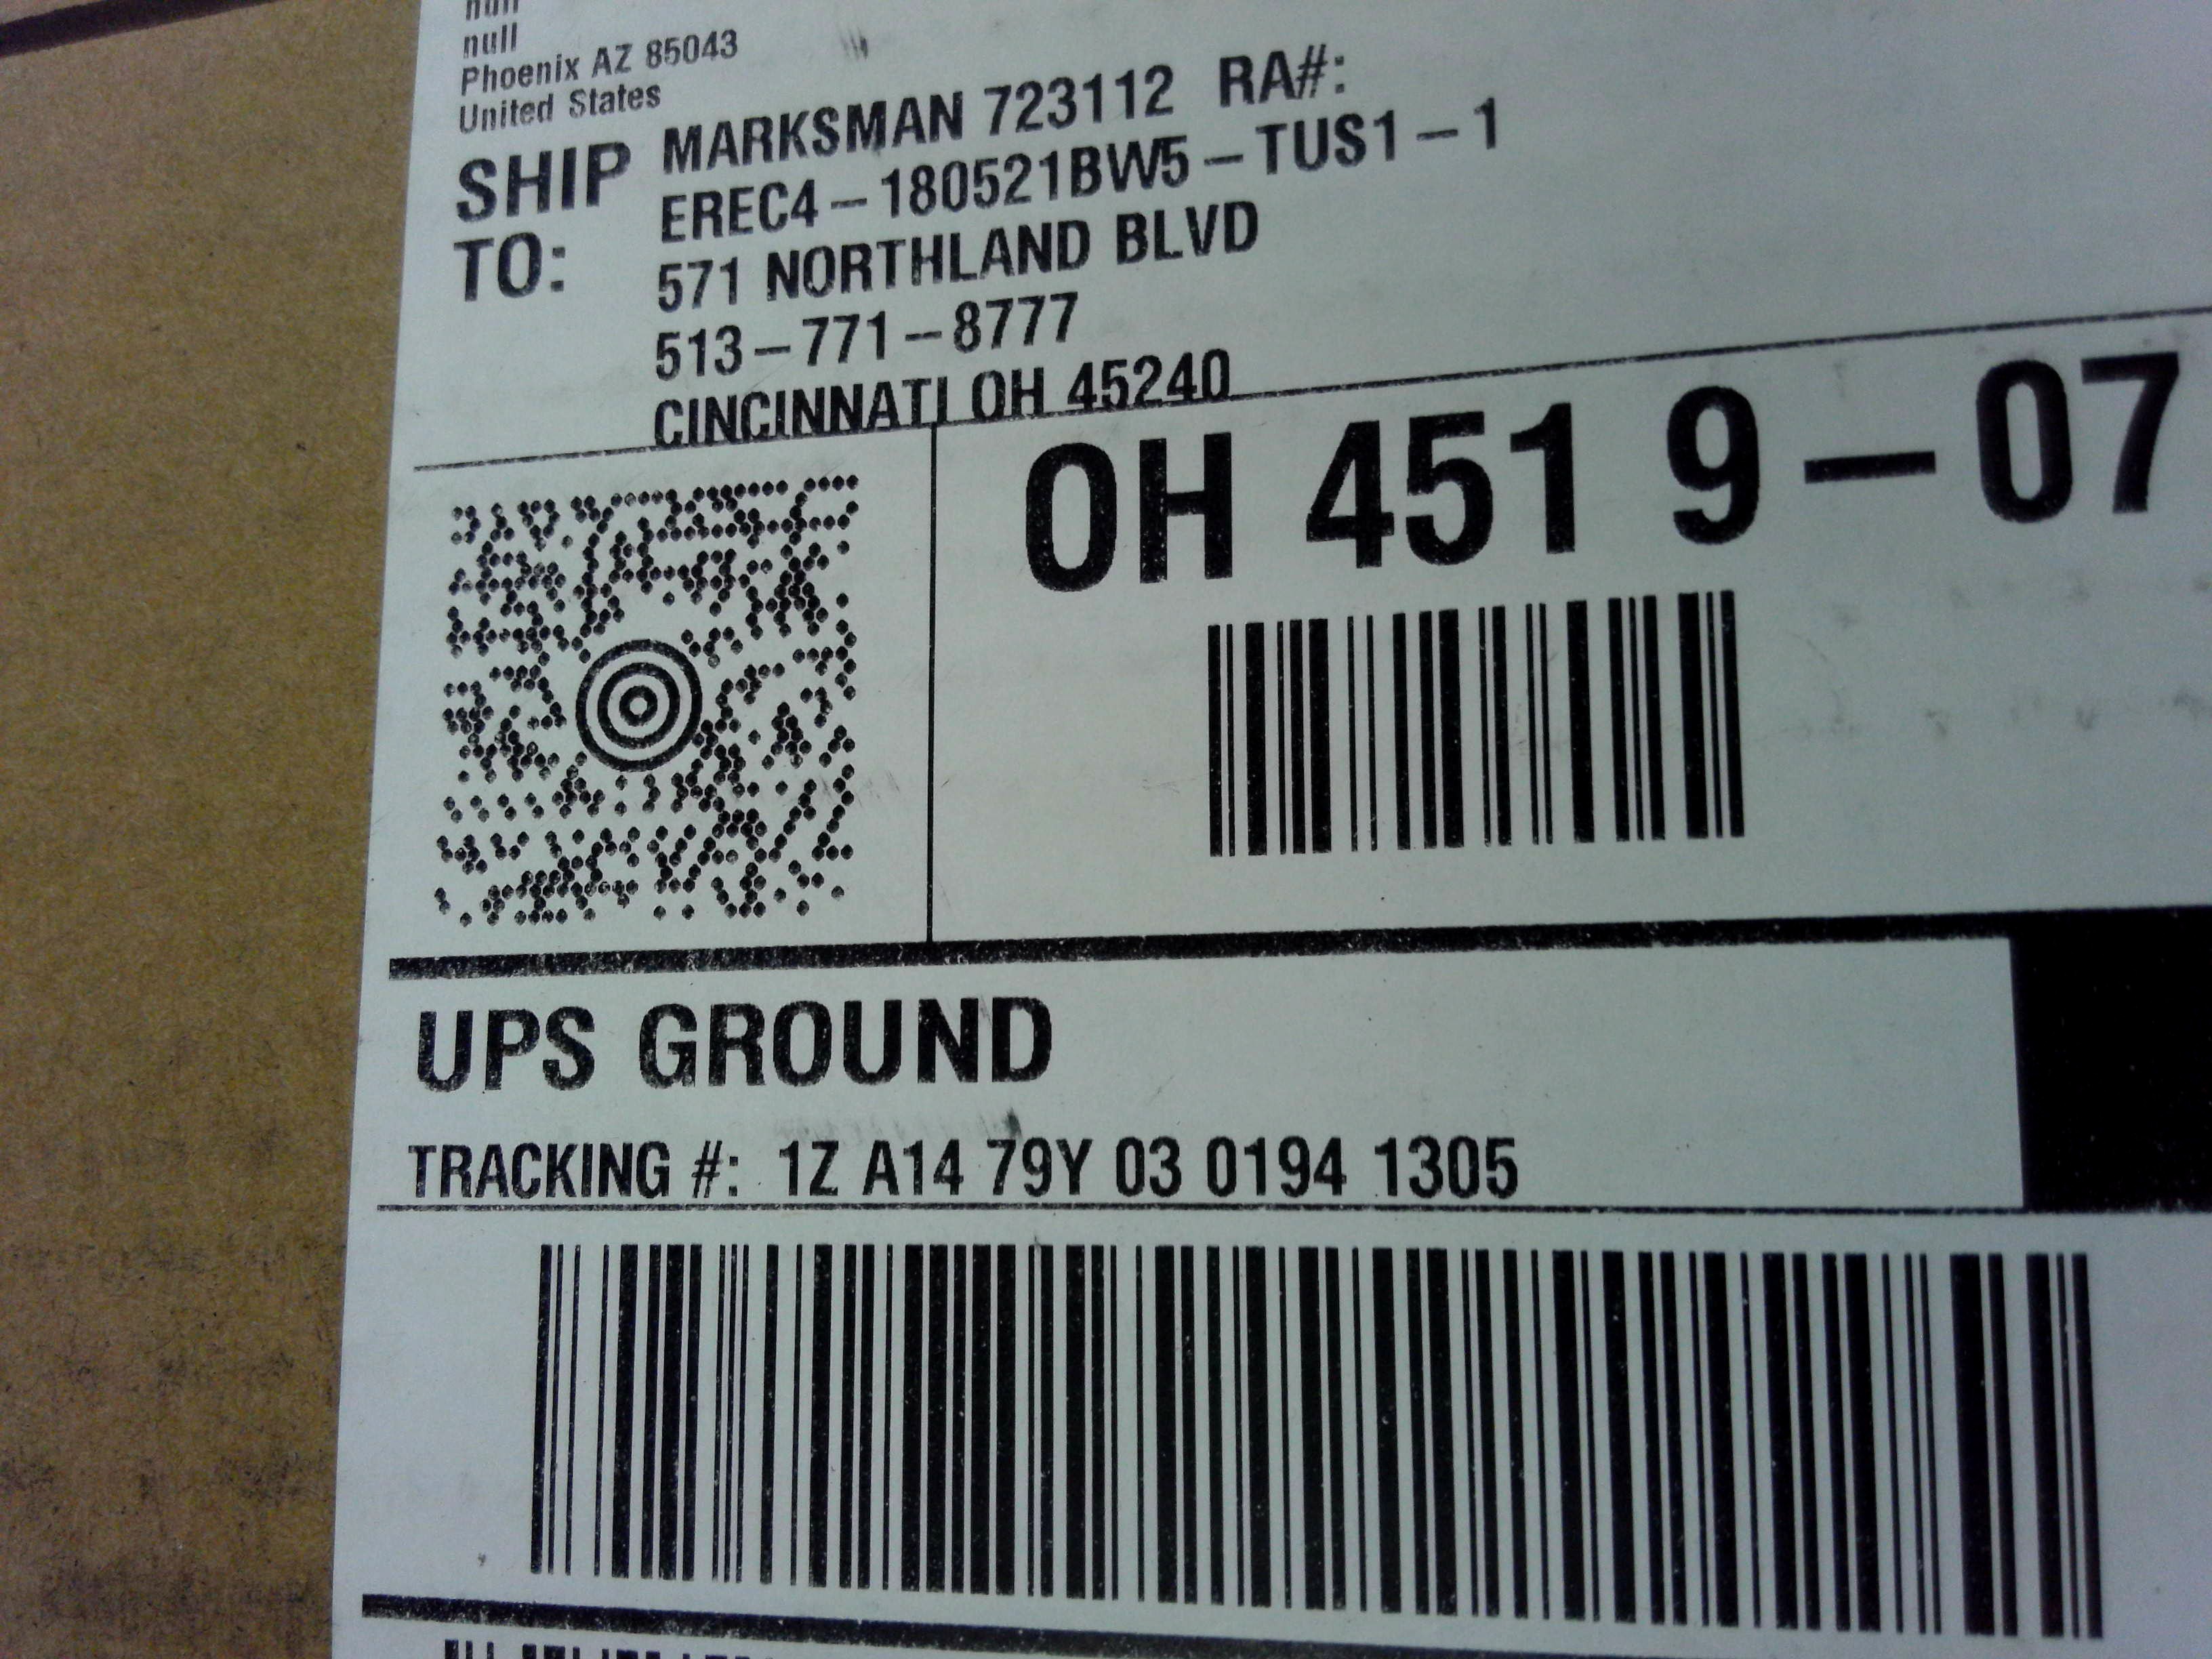 null
null
Phoenix AZ 85043
United States
SHIP TO:
MARKSMAN 723112 RA#:
EREC4-180521BW5-TUS1-1
571 NORTHLAND BLVD
513-771-8777
CINCINNATI OH 45240
OH 451 9-07
UPS GROUND
TRACKING #: 1Z A14 79Y 03 0194 1305